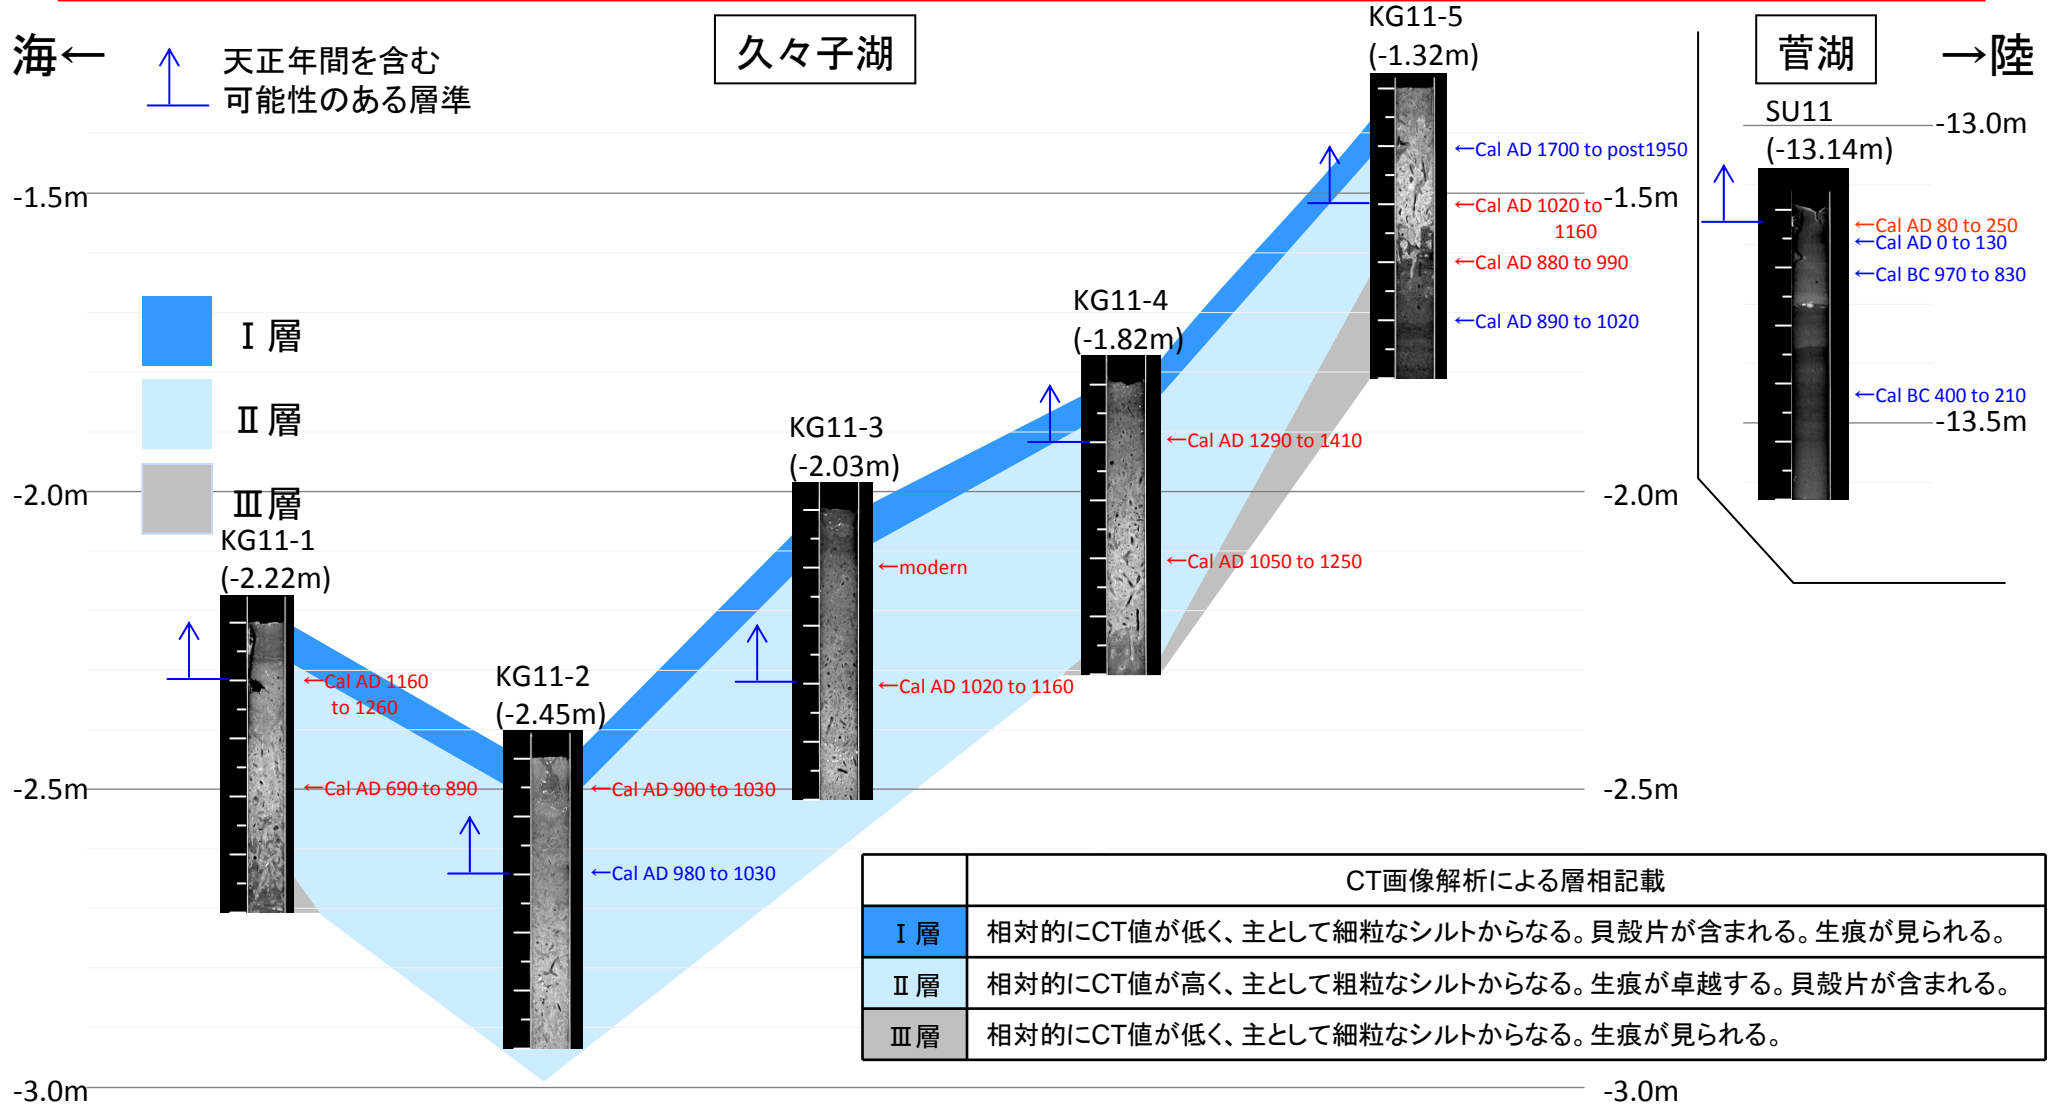 海←
天正年間を含む
可能性のある層準
久々子湖
KG11-5
(-1.32m)
菅湖
→陸
SU11
(-13.14m)
-13.0m
←Cal AD 1700 to post1950
-1.5m
-1.5m
←Cal AD 1020 to
1160
←Cal AD 880 to 990
←Cal AD 890 to 1020
←Cal AD 80 to 250
←Cal AD 0 to 130
←Cal BC 970 to 830
←Cal BC 400 to 210
-13.5m
Ⅰ層
Ⅱ層
Ⅲ層
KG11-4
(-1.82m)
←Cal AD 1290 to 1410
←Cal AD 1050 to 1250
KG11-3
(-2.03m)
←modern
←Cal AD 1020 to 1160
-2.0m
-2.0m
KG11-1
(-2.22m)
←Cal AD 1160
to 1260
←Cal AD 690 to 890
KG11-2
(-2.45m)
←Cal AD 900 to 1030
←Cal AD 980 to 1030
-2.5m
-2.5m
CT画像解析による層相記載
Ⅰ層 相対的にCT値が低く、主として細粒なシルトからなる。貝殻片が含まれる。生痕が見られる。
Ⅱ層 相対的にCT値が高く、主として粗粒なシルトからなる。生痕が卓越する。貝殻片が含まれる。
Ⅲ層 相対的にCT値が低く、主として細粒なシルトからなる。生痕が見られる。
-3.0m
-3.0m